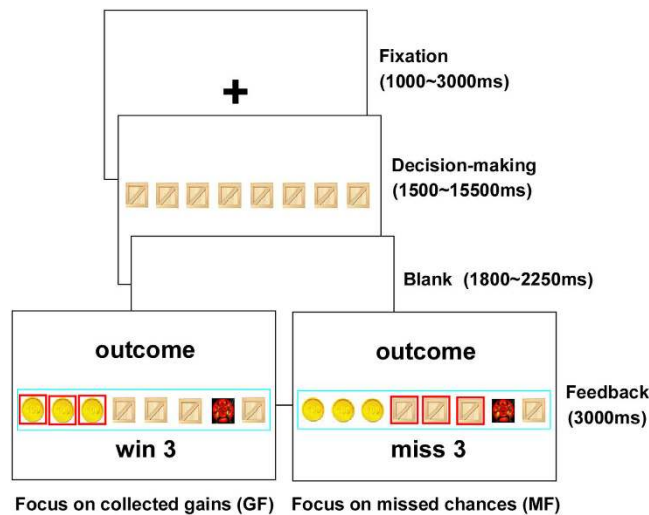 Fixation
(1000~3000ms)
+
Decision-making
(1500~15500ms)
Blank (1800~2250ms)
outcome
win 3
outcome
miss 3
Feedback
(3000ms)
Focus on collected gains (GF)
Focus on missed chances (MF)